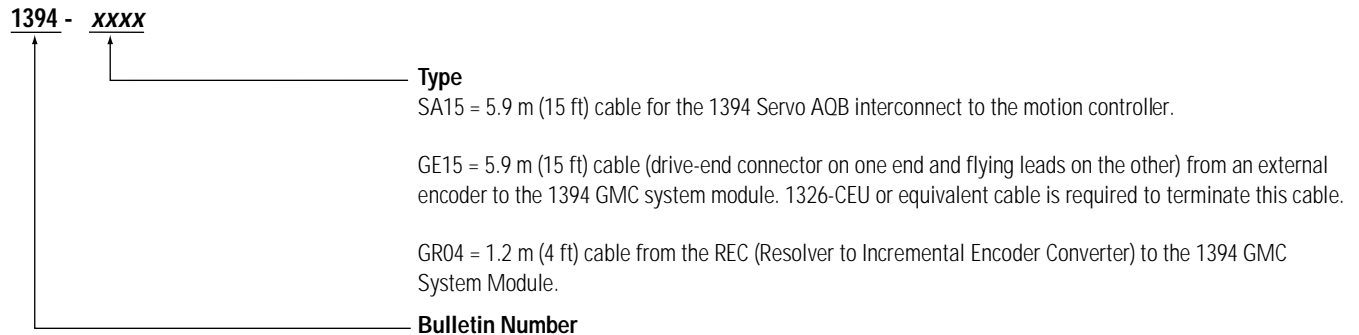 1394 - xxxx
Type
SA15 = 5.9 m (15 ft) cable for the 1394 Servo AQB interconnect to the motion controller.
GE15 = 5.9 m (15 ft) cable (drive-end connector on one end and flying leads on the other) from an external
encoder to the 1394 GMC system module. 1326-CEU or equivalent cable is required to terminate this cable.
GR04 = 1.2 m (4 ft) cable from the REC (Resolver to Incremental Encoder Converter) to the 1394 GMC
System Module.
Bulletin Number